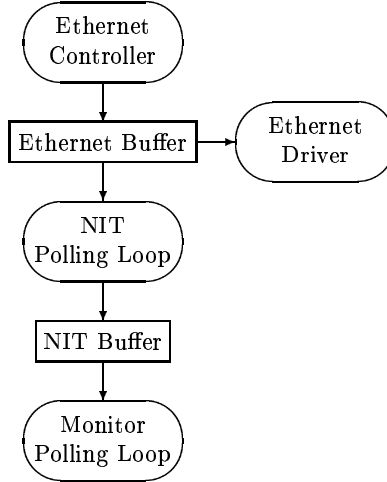 Ethernet
Controller
Ethernet Buffer
Ethernet
Driver
NIT
Polling Loop
NIT Buffer
Monitor
Polling Loop